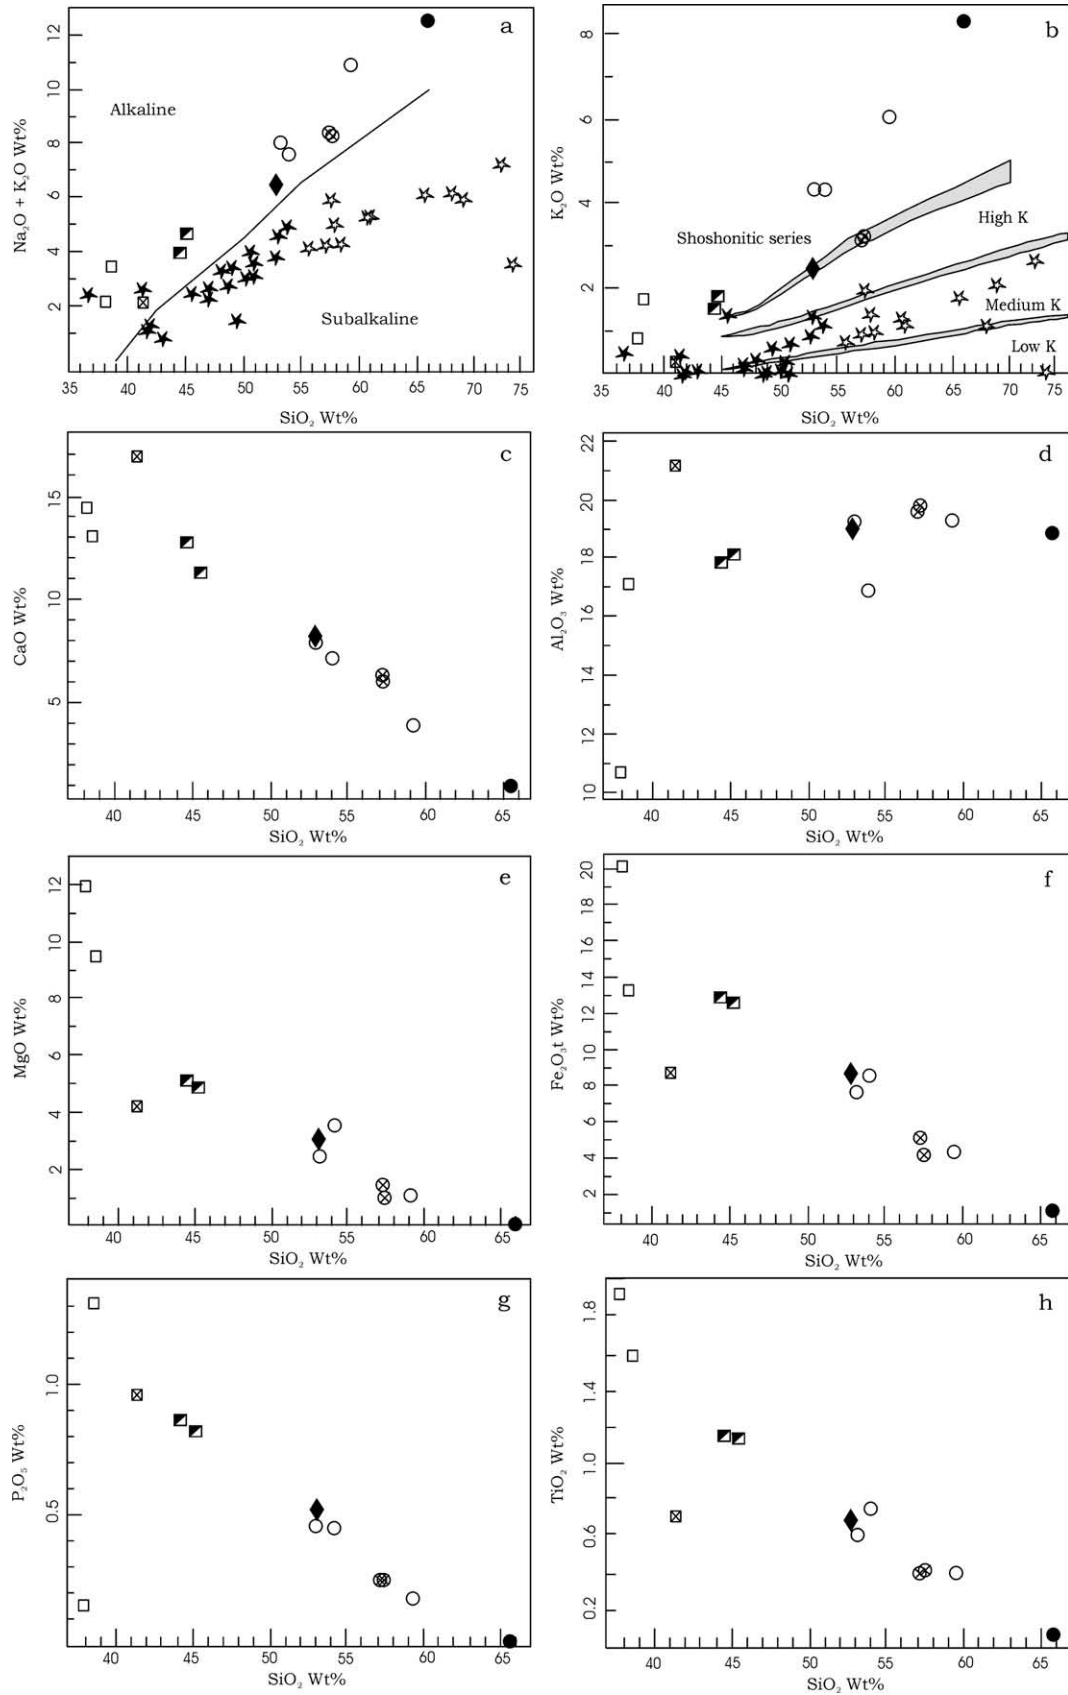 a
Alkaline
Subalkaline
Na₂O + K₂O Wt%
12
10
8
6
4
2
35 40 45 50 55 60 65 70 75
SiO₂ Wt%
b
Shoshonitic series
High K
Medium K
Low K
K₂O Wt%
8
6
4
2
35 40 45 50 55 60 65 70 75
SiO₂ Wt%
c
CaO Wt%
15
10
5
40 45 50 55 60 65
SiO₂ Wt%
d
Al₂O₃ Wt%
22
20
18
16
14
12
10
40 45 50 55 60 65
SiO₂ Wt%
e
MgO Wt%
12
10
8
6
4
2
40 45 50 55 60 65
SiO₂ Wt%
f
Fe₂O₃t Wt%
20
18
16
14
12
10
8
6
4
2
40 45 50 55 60 65
SiO₂ Wt%
g
P₂O₅ Wt%
1.0
0.5
40 45 50 55 60 65
SiO₂ Wt%
h
TiO₂ Wt%
1.8
1.4
1.0
0.6
0.2
40 45 50 55 60 65
SiO₂ Wt%